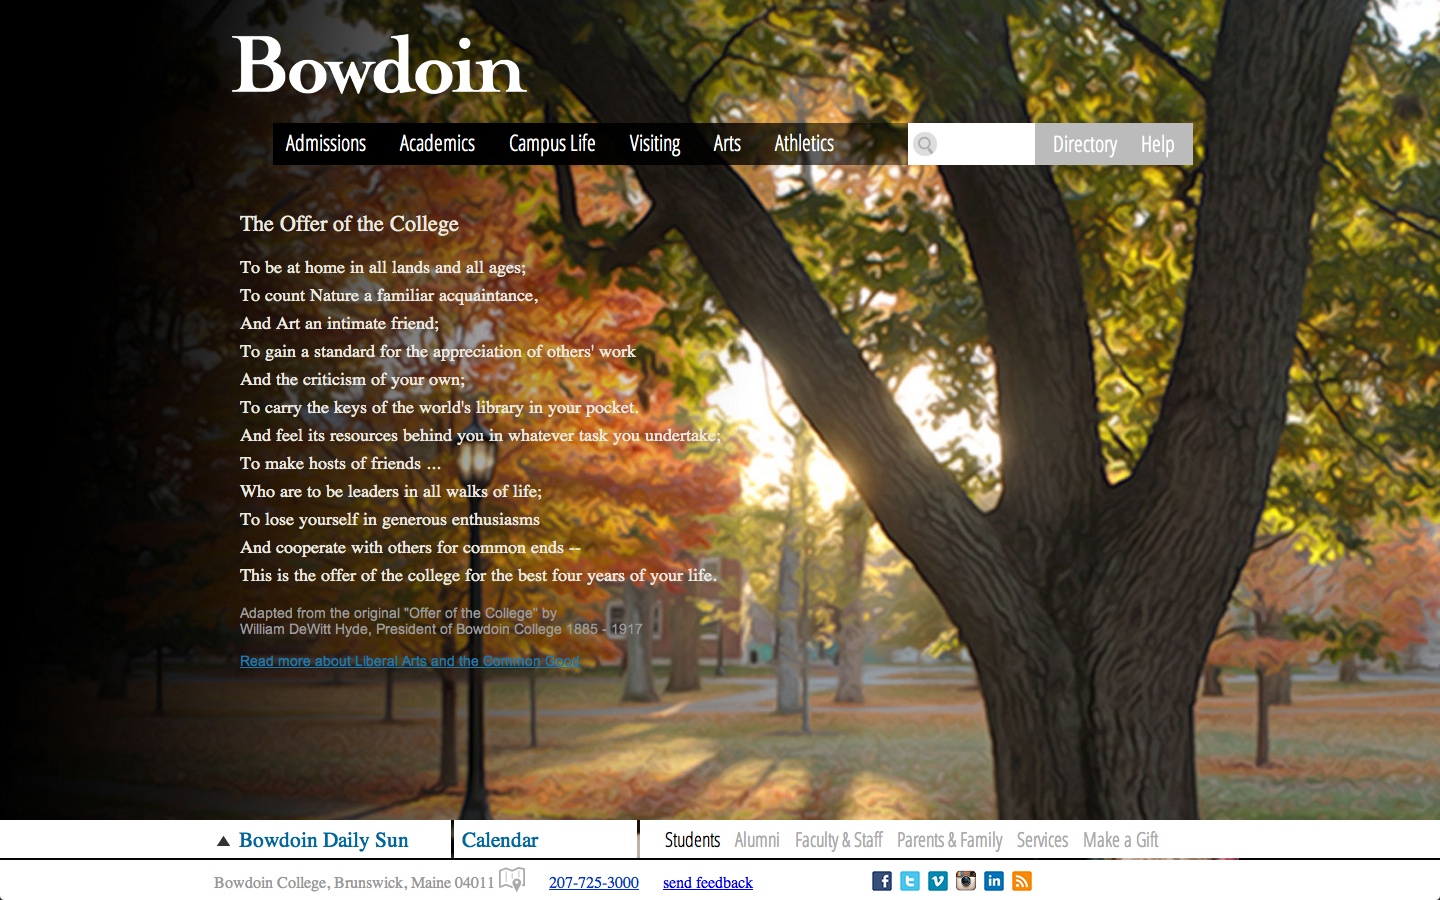 Bowdoin
Admissions Academics Campus Life Visiting Arts Athletics Directory Help
The Offer of the College
To be at home in all lands and all ages;
To count Nature a familiar acquaintance,
And Art an intimate friend;
To gain a standard for the appreciation of others' work
And the criticism of your own;
To carry the keys of the world's library in your pocket.
And feel its resources behind you in whatever task you undertake;
To make hosts of friends ...
Who are to be leaders in all walks of life;
To lose yourself in generous enthusiasms
And cooperate with others for common ends --
This is the offer of the college for the best four years of your life.
Adapted from the original "Offer of the College" by
William DeWitt Hyde, President of Bowdoin College 1885 - 1917
Read more about Liberal Arts and the Common Good
Bowdoin Daily Sun Calendar Students Alumni Faculty & Staff Parents & Family Services Make a Gift
Bowdoin College, Brunswick, Maine 04011 207-725-3000 send feedback